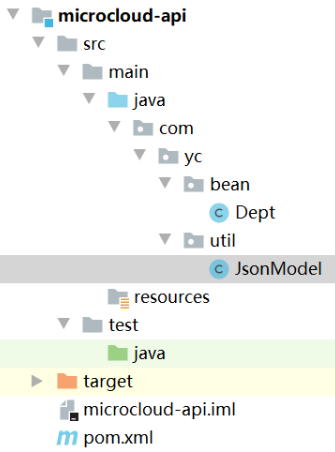 microcloud-api
src
main
java
com
yc
bean
Dept
util
JsonModel
resources
test
java
target
microcloud-api.iml
pom.xml